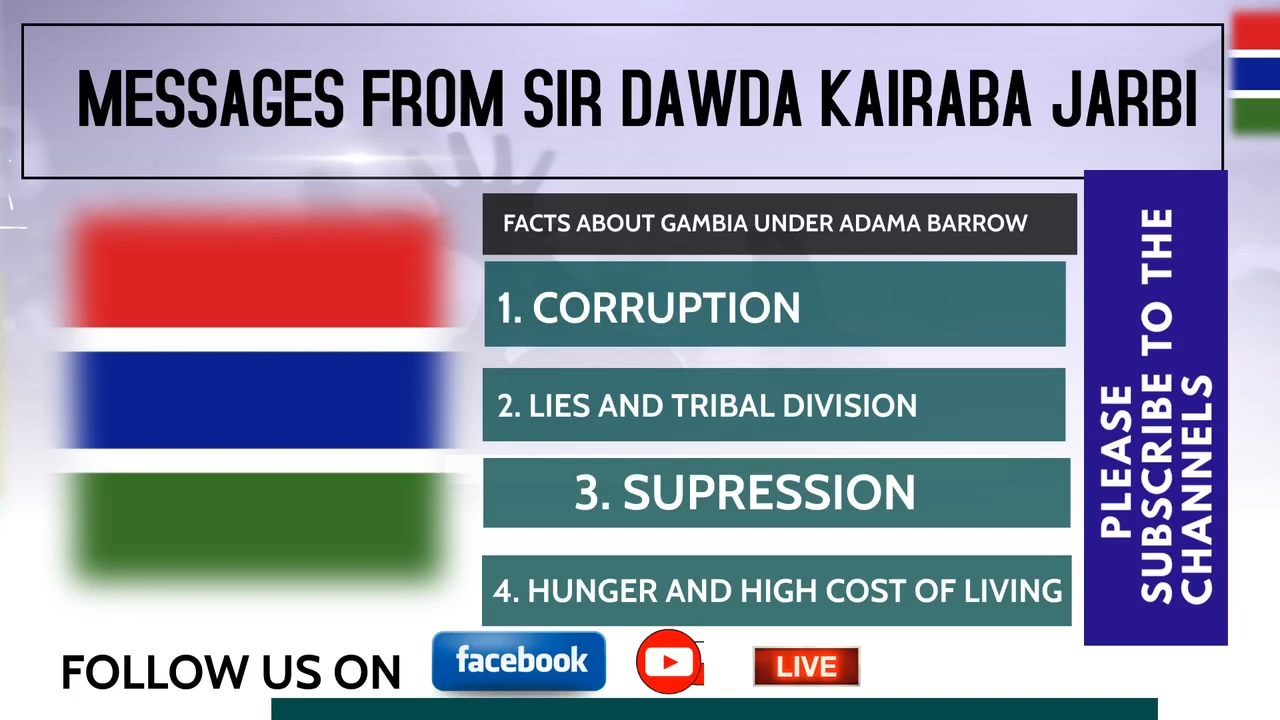 MESSAGES FROM SIR DAWDA KAIRABA JARBI
FACTS ABOUT GAMBIA UNDER ADAMA BARROW
1. CORRUPTION
2. LIES AND TRIBAL DIVISION
3. SUPRESSION
4. HUNGER AND HIGH COST OF LIVING
PLEASE
SUBSCRIBE TO THE
CHANNELS
FOLLOW US ON
facebook
LIVE